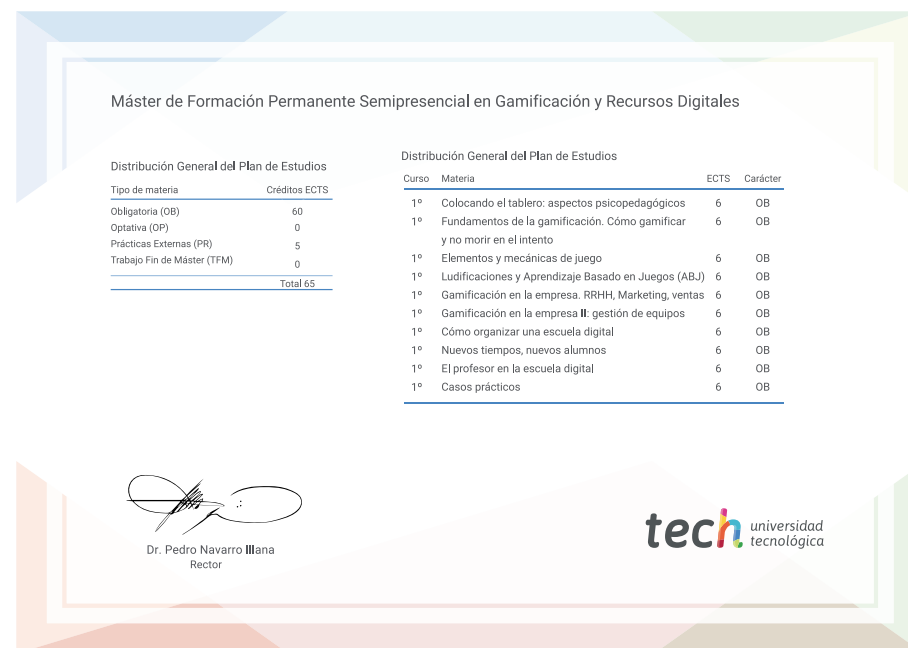 Máster de Formación Permanente Semipresencial en Gamificación y Recursos Digitales
Distribución General del Plan de Estudios
Tipo de materia Créditos ECTS
Obligatoria (OB) 60
Optativa (OP) 0
Prácticas Externas (PR) 5
Trabajo Fin de Máster (TFM) 0
Total 65
Distribución General del Plan de Estudios
Curso Materia ECTS Carácter
1º Colocando el tablero: aspectos psicopedagógicos 6 OB
1º Fundamentos de la gamificación. Cómo gamificar 6 OB
y no morir en el intento
1º Elementos y mecánicas de juego 6 OB
1º Ludificaciones y Aprendizaje Basado en Juegos (ABJ) 6 OB
1º Gamificación en la empresa. RRHH, Marketing, ventas 6 OB
1º Gamificación en la empresa II: gestión de equipos 6 OB
1º Cómo organizar una escuela digital 6 OB
1º Nuevos tiempos, nuevos alumnos 6 OB
1º El profesor en la escuela digital 6 OB
1º Casos prácticos 6 OB
Dr. Pedro Navarro Illana
Rector
tech universidad
tecnológica